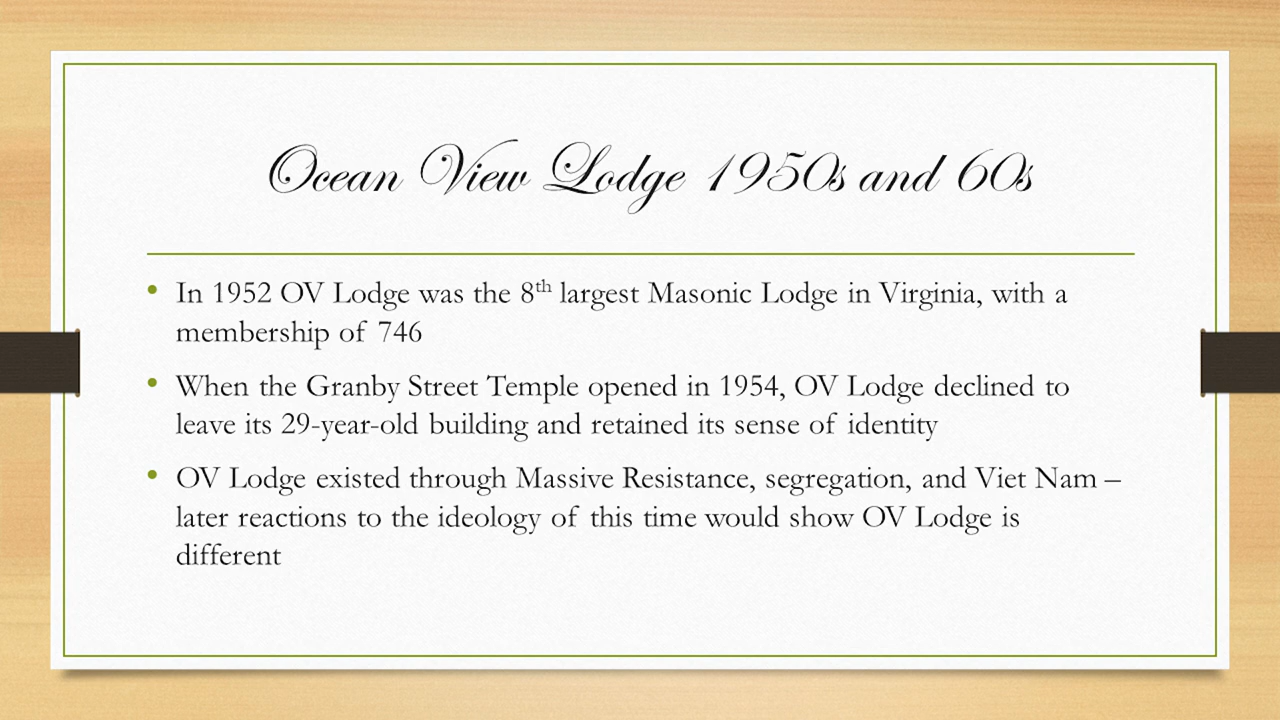 Ocean View Lodge 1950s and 60s
• In 1952 OV Lodge was the 8th largest Masonic Lodge in Virginia, with a
membership of 746
• When the Granby Street Temple opened in 1954, OV Lodge declined to
leave its 29-year-old building and retained its sense of identity
• OV Lodge existed through Massive Resistance, segregation, and Viet Nam –
later reactions to the ideology of this time would show OV Lodge is
different